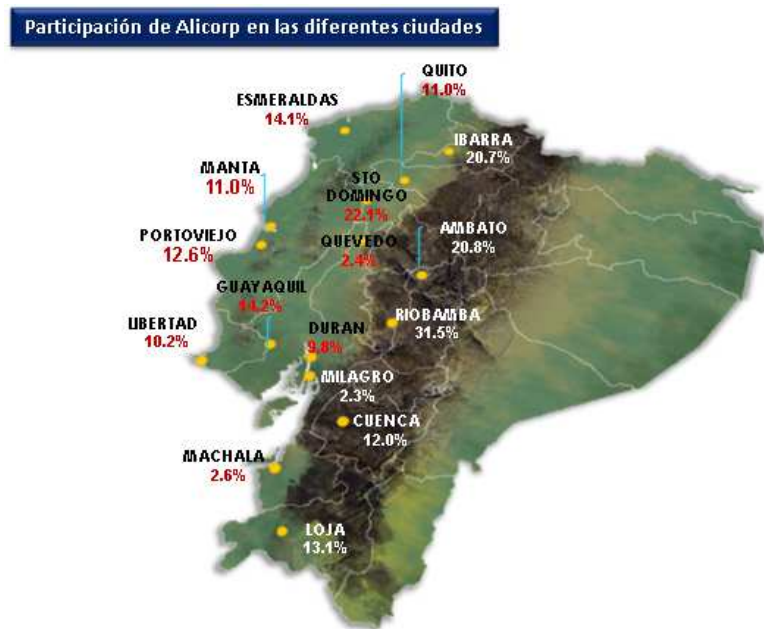 Participación de Alicorp en las diferentes ciudades
QUITO
11.0%
ESMERALDAS
14.1%
IBARRA
20.7%
MANTA
11.0%
STO
DOMINGO
22.1%
PORTOVIEJO
12.6%
QUEVEDO
2.4%
AMBATO
20.8%
GUAYAQUIL
14.2%
LIBERTAD
10.2%
DURAN
9.8%
RIOBAMBA
31.5%
MILAGRO
2.3%
CUENCA
12.0%
MACHALA
2.6%
LOJA
13.1%